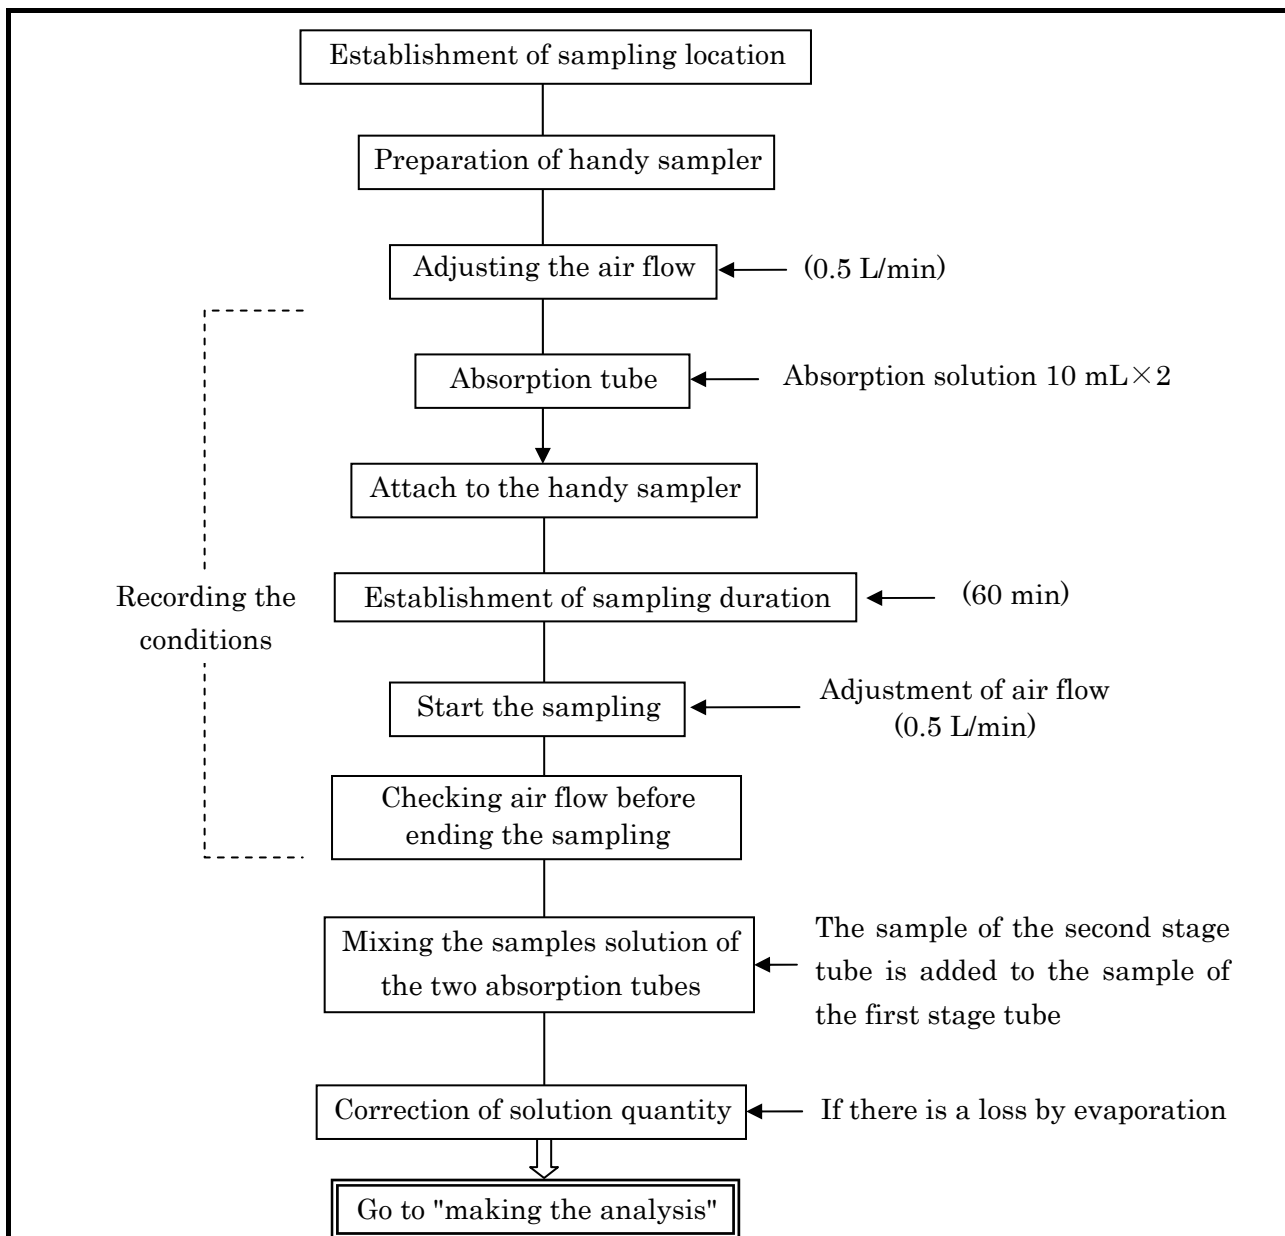 Establishment of sampling location
Preparation of handy sampler
Adjusting the air flow
(0.5 L/min)
Absorption tube
Absorption solution 10 mL×2
Attach to the handy sampler
Establishment of sampling duration
(60 min)
Recording the
conditions
Start the sampling
Adjustment of air flow
(0.5 L/min)
Checking air flow before
ending the sampling
Mixing the samples solution of
the two absorption tubes
The sample of the second stage
tube is added to the sample of
the first stage tube
Correction of solution quantity
If there is a loss by evaporation
Go to "making the analysis"